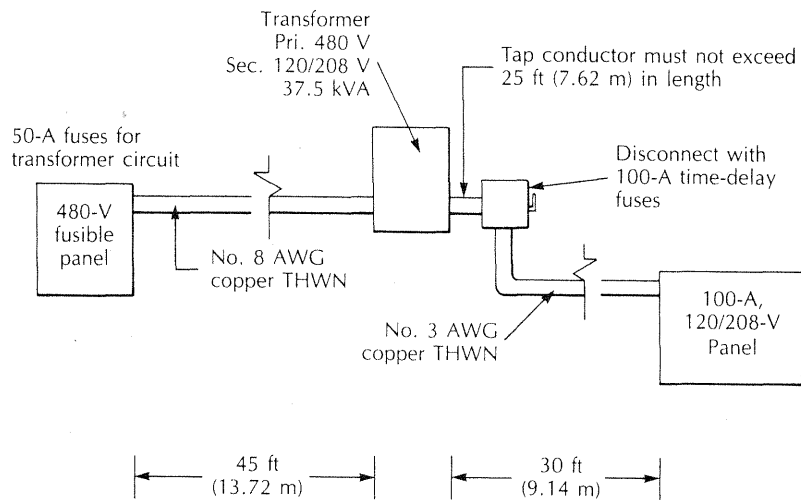 Transformer
Pri. 480 V
Sec. 120/208 V
37.5 kVA
Tap conductor must not exceed
25 ft (7.62 m) in length
50-A fuses for
transformer circuit
Disconnect with
100-A time-delay
fuses
480-V
fusible
panel
No. 8 AWG
copper THWN
No. 3 AWG
copper THWN
100-A,
120/208-V
Panel
45 ft
(13.72 m)
30 ft
(9.14 m)